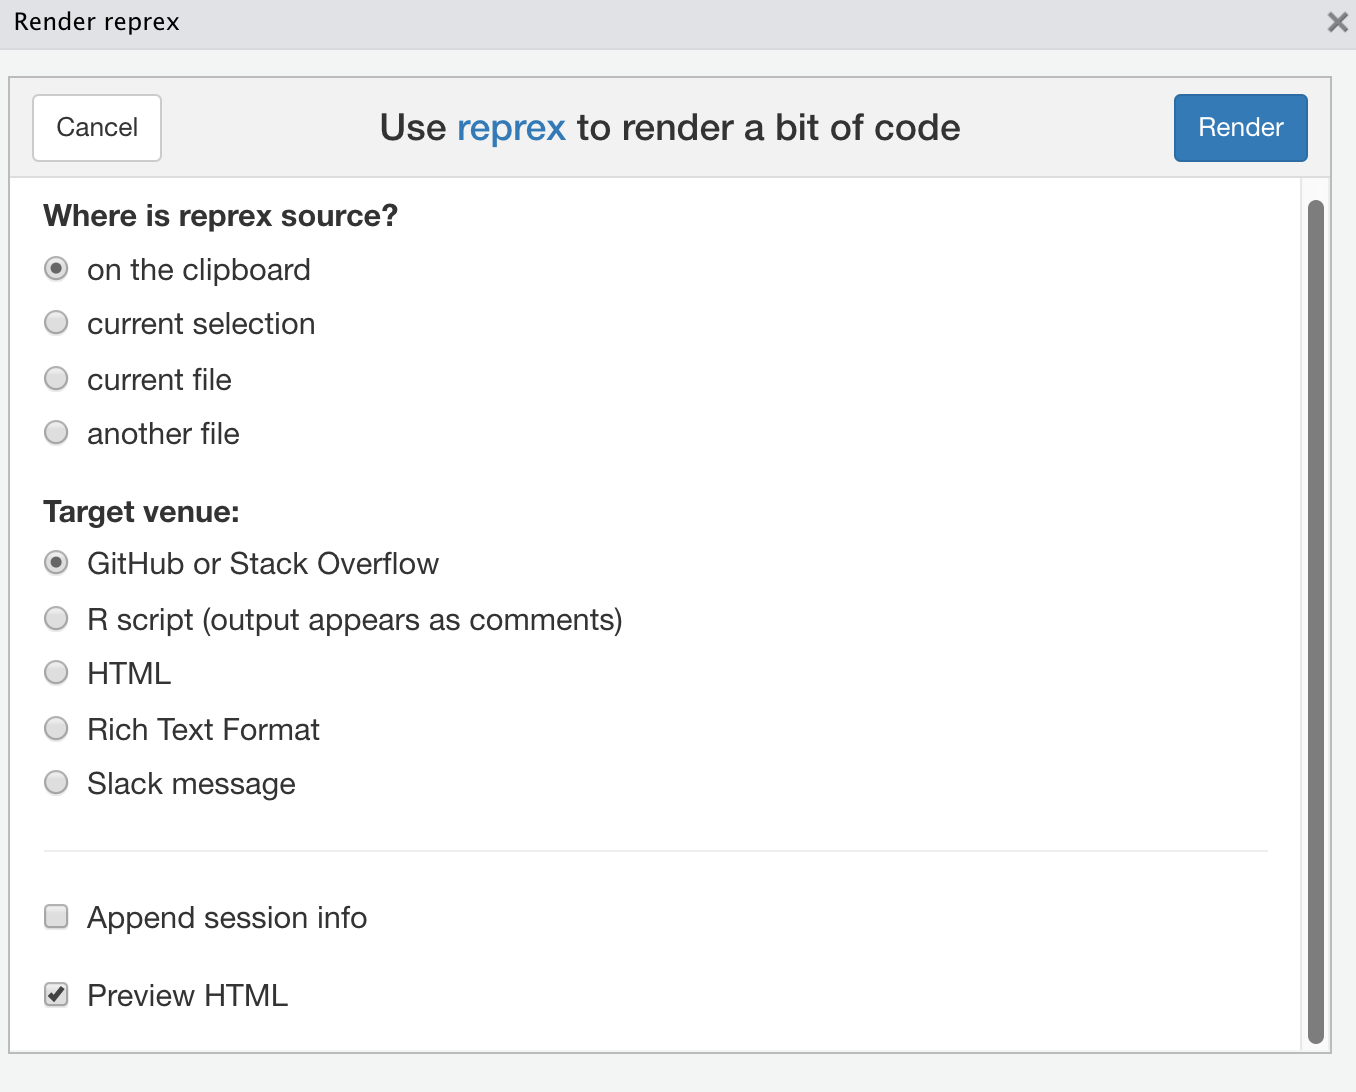 Render reprex
Cancel
Use reprex to render a bit of code
Render
Where is reprex source?
on the clipboard
current selection
current file
another file
Target venue:
GitHub or Stack Overflow
R script (output appears as comments)
HTML
Rich Text Format
Slack message
Append session info
Preview HTML